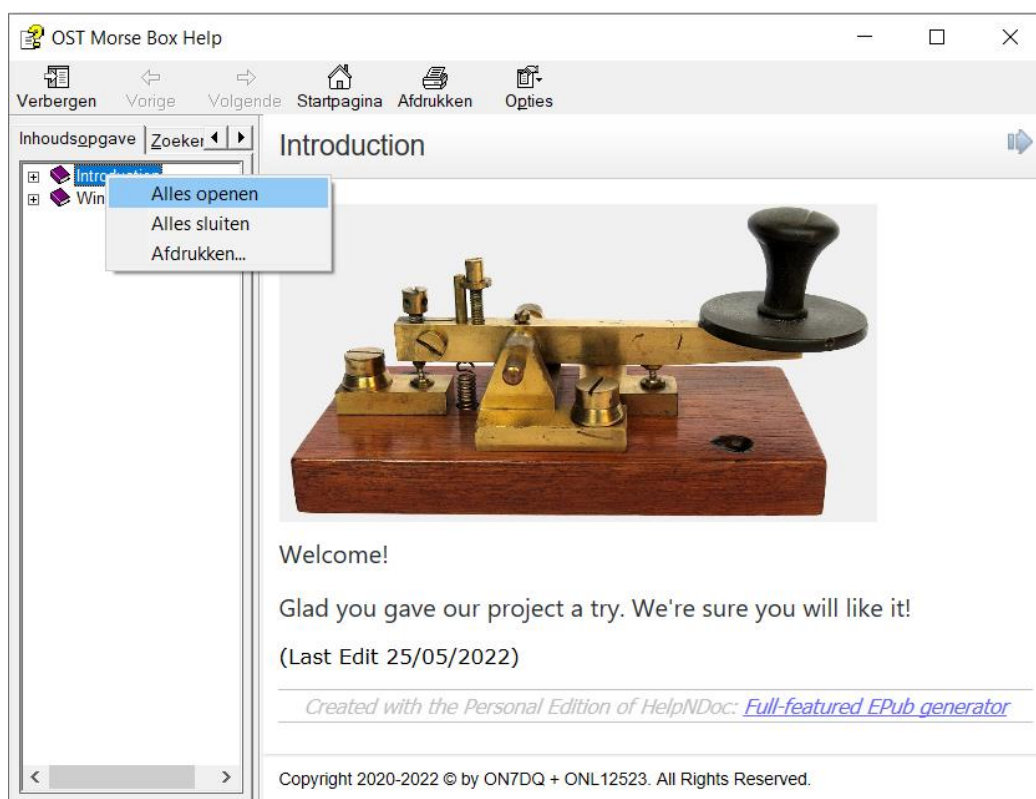 OST Morse Box Help
Verbergen Vorige Volgende Startpagina Afdrukken Opties
Inhoudsopgave Zoeken
Introduction
Introduction
Win
Alles openen
Alles sluiten
Afdrukken...
Welcome!
Glad you gave our project a try. We're sure you will like it!
(Last Edit 25/05/2022)
Created with the Personal Edition of HelpNDoc: Full-featured EPub generator
Copyright 2020-2022 © by ON7DQ + ONL12523. All Rights Reserved.